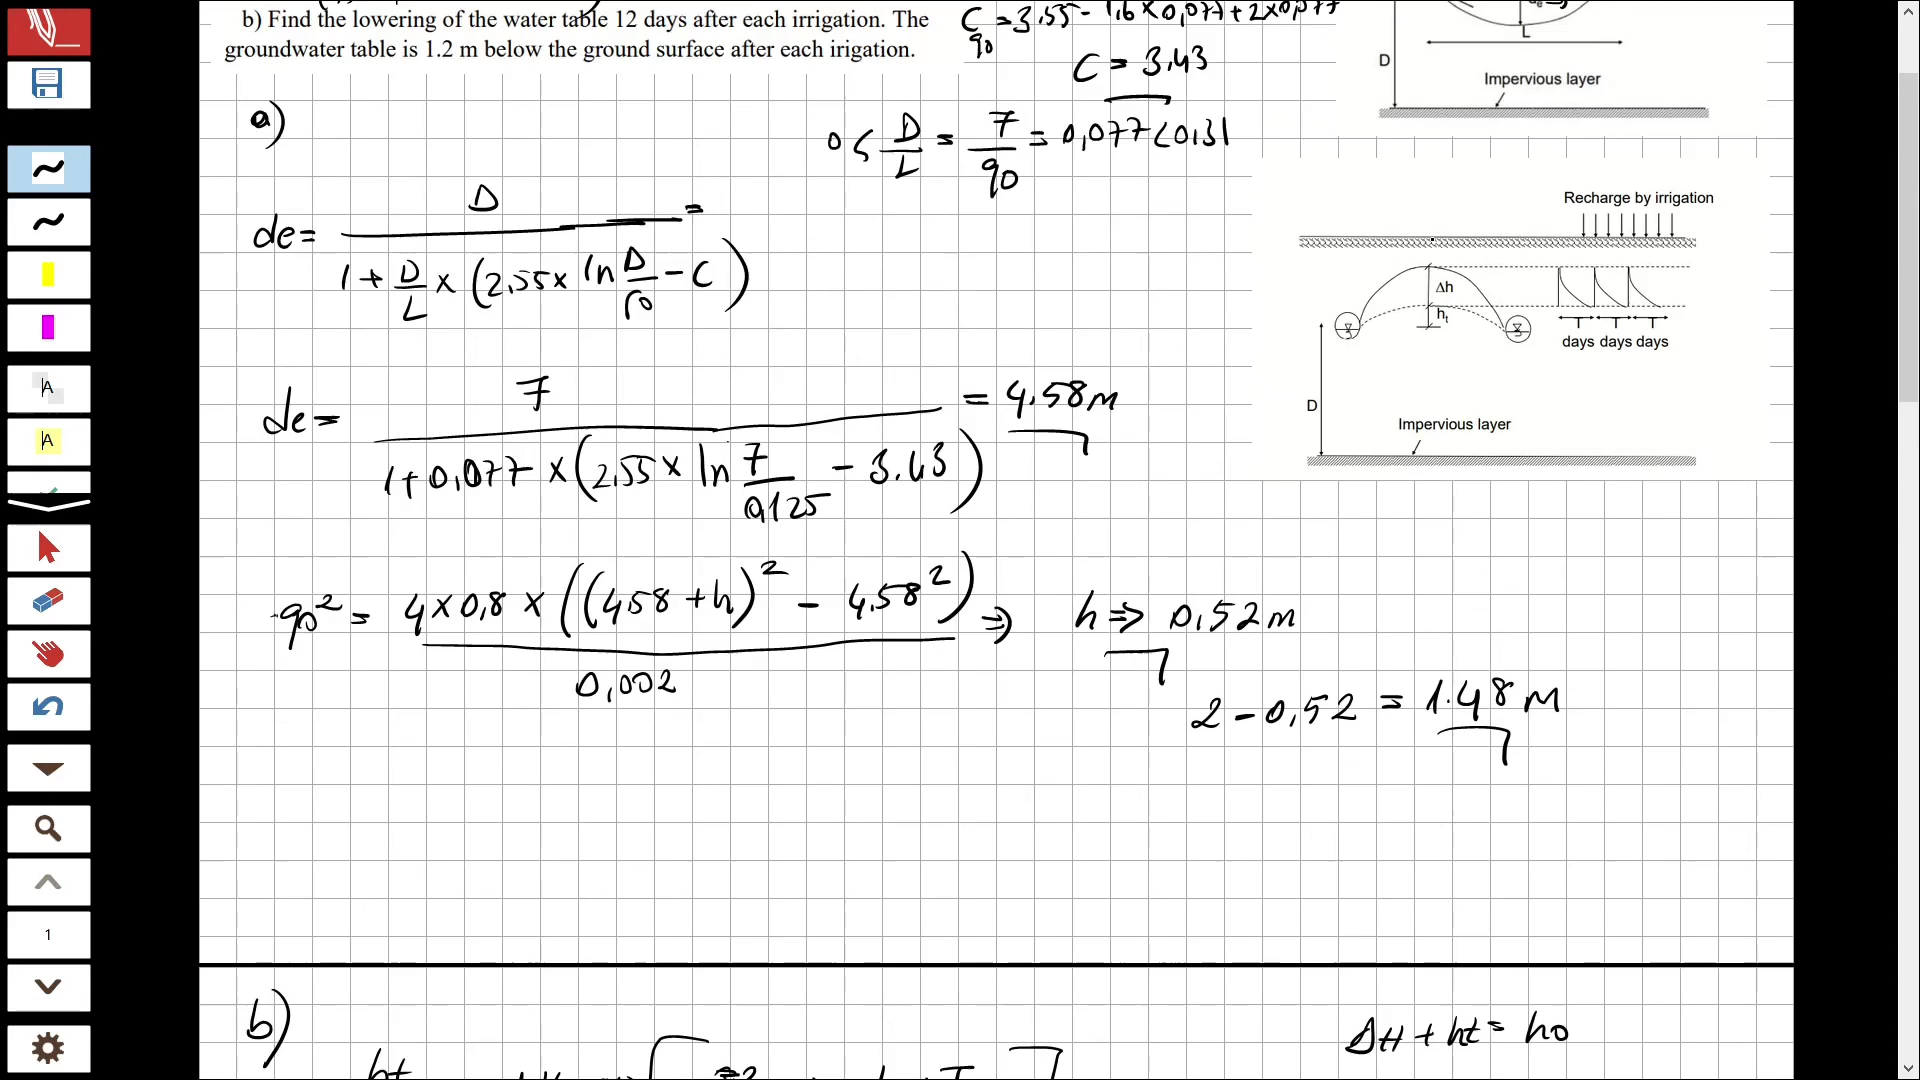 b) Find the lowering of the water table 12 days after each irrigation. The
groundwater table is 1.2 m below the ground surface after each irigation.
C = 3.55 - 1.6 x 0,077 + 2 x 0,077
90
C = 3.43
L
D
Impervious layer
a)
0 < D/L = 7/90 = 0,077 < 0.31
de = D / (1 + D/L x (2.55 x ln D/r0 - C)) =
Recharge by irrigation
Δh
ht
T T T
days days days
D
Impervious layer
de = 7 / (1 + 0,077 x (2,55 x ln 7/0,125 - 3.43)) = 4.58 m
90² = 4 x 0,8 x ((4,58 + h)² - 4,58²) / 0,002 ⇒ h ⇒ 0,52 m
2 - 0,52 = 1.48 m
b)
ΔH + ht = h0
ht
A
A
1